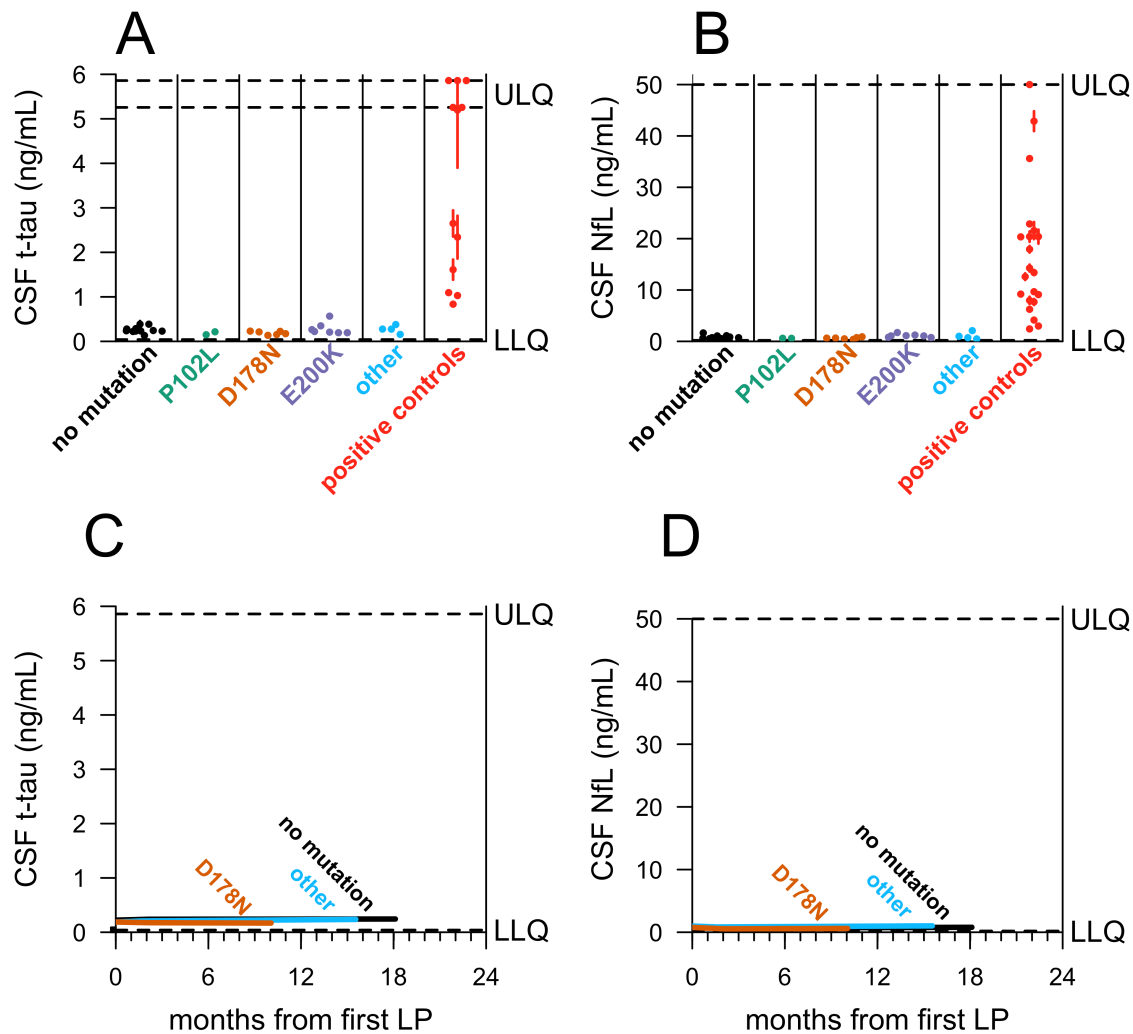 A
CSF t-tau (ng/mL)
6
5
4
3
2
1
0
ULQ
LLQ
no mutation
P102L
D178N
E200K
other
positive controls
B
CSF NfL (ng/mL)
50
40
30
20
10
0
ULQ
LLQ
no mutation
P102L
D178N
E200K
other
positive controls
C
CSF t-tau (ng/mL)
6
5
4
3
2
1
0
ULQ
LLQ
D178N
other
no mutation
0 6 12 18 24
months from first LP
D
CSF NfL (ng/mL)
50
40
30
20
10
0
ULQ
LLQ
D178N
other
no mutation
0 6 12 18 24
months from first LP